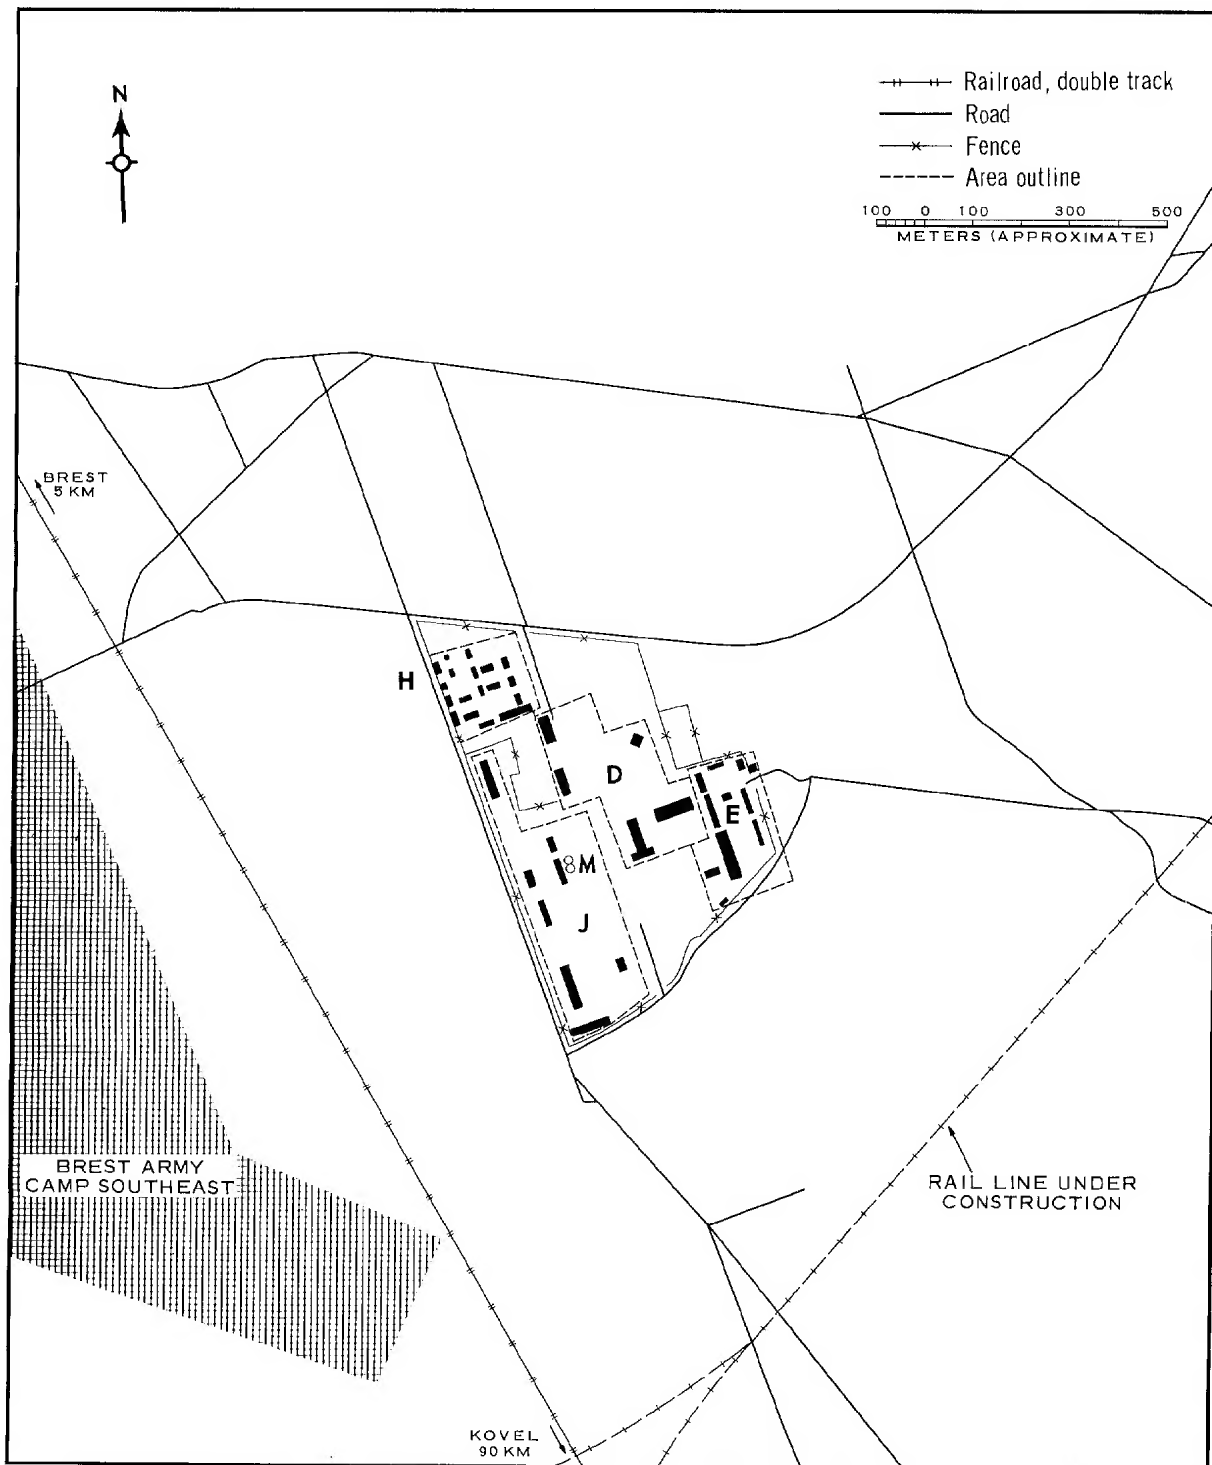 N
Railroad, double track
Road
Fence
Area outline
100 0 100 300 500
METERS (APPROXIMATE)
BREST
5 KM
H
D
E
8M
J
BREST ARMY
CAMP SOUTHEAST
RAIL LINE UNDER
CONSTRUCTION
KOVEL
90 KM